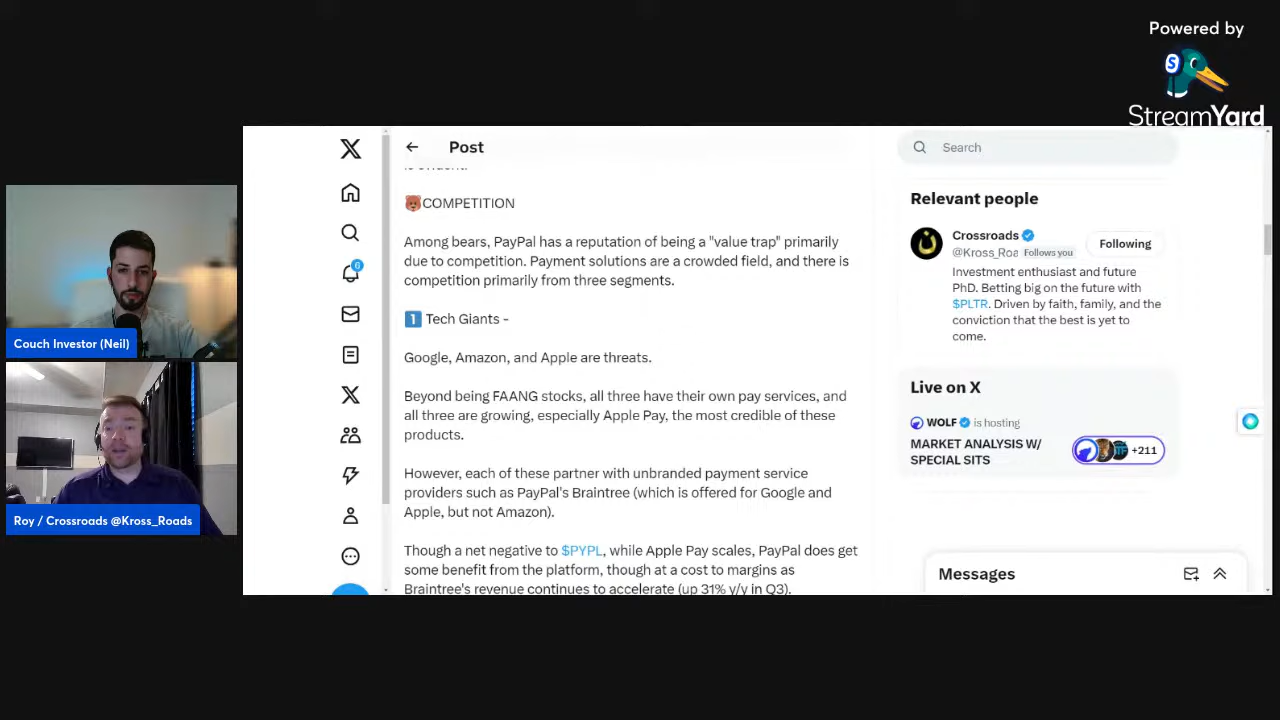 Powered by
StreamYard
Post
Search
COMPETITION
Among bears, PayPal has a reputation of being a "value trap" primarily
due to competition. Payment solutions are a crowded field, and there is
competition primarily from three segments.
1 Tech Giants -
Google, Amazon, and Apple are threats.
Beyond being FAANG stocks, all three have their own pay services, and
all three are growing, especially Apple Pay, the most credible of these
products.
However, each of these partner with unbranded payment service
providers such as PayPal's Braintree (which is offered for Google and
Apple, but not Amazon).
Though a net negative to $PYPL, while Apple Pay scales, PayPal does get
some benefit from the platform, though at a cost to margins as
Braintree's revenue continues to accelerate (up 31% y/y in Q3).
Relevant people
Crossroads
@Kross_Roa Follows you
Following
Investment enthusiast and future
PhD. Betting big on the future with
$PLTR. Driven by faith, family, and the
conviction that the best is yet to
come.
Live on X
WOLF is hosting
MARKET ANALYSIS W/
SPECIAL SITS
+211
Messages
Couch Investor (Neil)
Roy / Crossroads @Kross_Roads